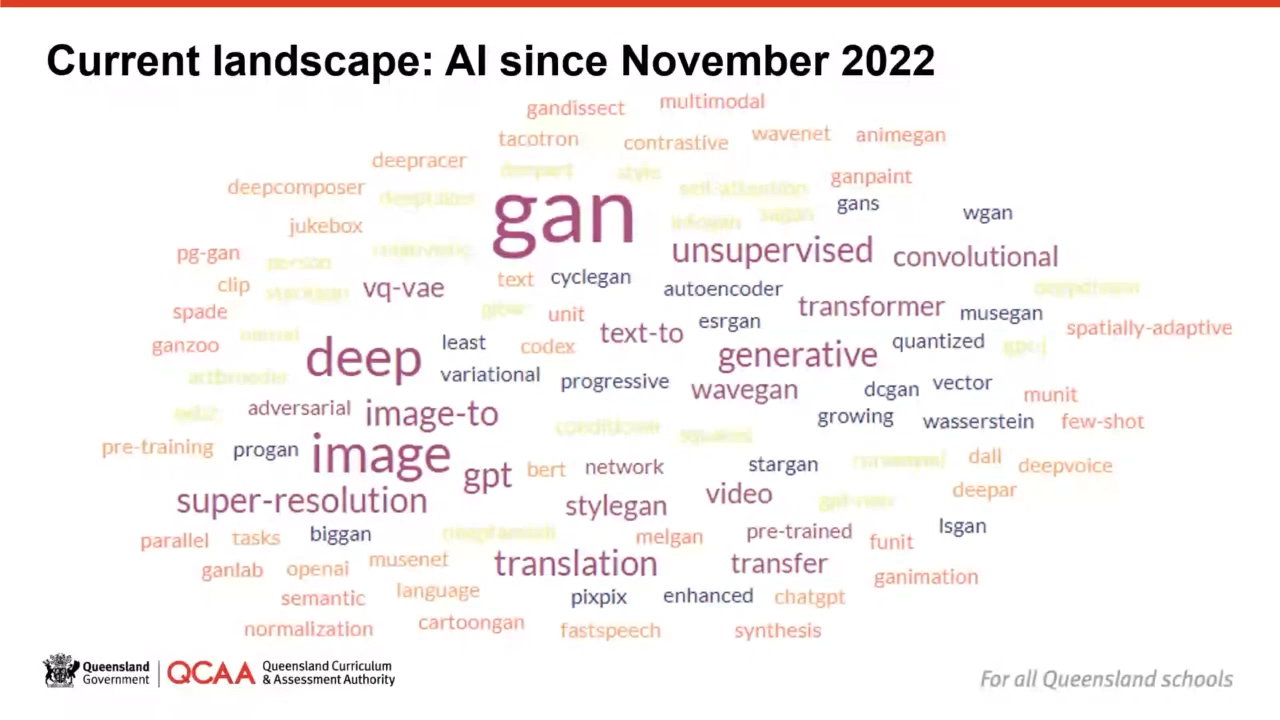 Current landscape: AI since November 2022
gandissect multimodal
tacotron contrastive wavenet animegan
deepracer
deepcomposer self-attention ganpaint
gan gans wgan
jukebox
pg-gan unsupervised convolutional
clip vq-vae text cyclegan autoencoder
spade unit transformer musegan
text-to esrgan spatially-adaptive
ganzoo deep least codex generative quantized
variational progressive wavegan dcgan vector munit
adversarial image-to growing wasserstein few-shot
pre-training progan image stargan dall deepvoice
gpt bert network
super-resolution stylegan video deepar
parallel tasks biggan melgan pre-trained funit lsgan
ganlab openai musenet translation transfer ganimation
semantic language pixpix enhanced chatgpt
normalization cartoongan fastspeech synthesis
Queensland Government QCAA Queensland Curriculum
& Assessment Authority
For all Queensland schools